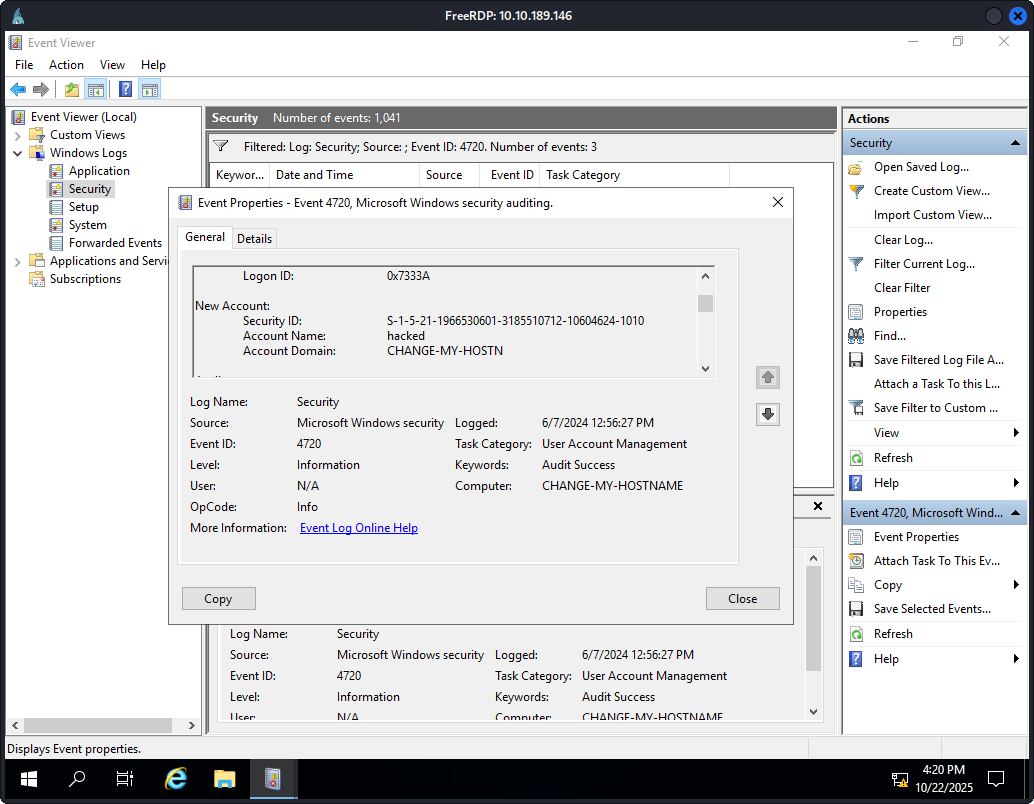 FreeRDP: 10.10.189.146
Event Viewer
File Action View Help
Event Viewer (Local)
Custom Views
Windows Logs
Application
Security
Setup
System
Forwarded Events
Applications and Servi
Subscriptions
Security Number of events: 1,041
Filtered: Log: Security; Source: ; Event ID: 4720. Number of events: 3
Keywor... Date and Time Source Event ID Task Category
Event Properties - Event 4720, Microsoft Windows security auditing.
General Details
Logon ID: 0x7333A
New Account:
Security ID: S-1-5-21-1966530601-3185510712-10604624-1010
Account Name: hacked
Account Domain: CHANGE-MY-HOSTN
Log Name: Security
Source: Microsoft Windows security Logged: 6/7/2024 12:56:27 PM
Event ID: 4720 Task Category: User Account Management
Level: Information Keywords: Audit Success
User: N/A Computer: CHANGE-MY-HOSTNAME
OpCode: Info
More Information: Event Log Online Help
Copy Close
Log Name: Security
Source: Microsoft Windows security Logged: 6/7/2024 12:56:27 PM
Event ID: 4720 Task Category: User Account Management
Level: Information Keywords: Audit Success
User: N/A Computer: CHANGE-MY-HOSTNAME
Actions
Security
Open Saved Log...
Create Custom View...
Import Custom View...
Clear Log...
Filter Current Log...
Clear Filter
Properties
Find...
Save Filtered Log File A...
Attach a Task To this L...
Save Filter to Custom ...
View
Refresh
Help
Event 4720, Microsoft Wind...
Event Properties
Attach Task To This Ev...
Copy
Save Selected Events...
Refresh
Help
Displays Event properties.
4:20 PM
10/22/2025